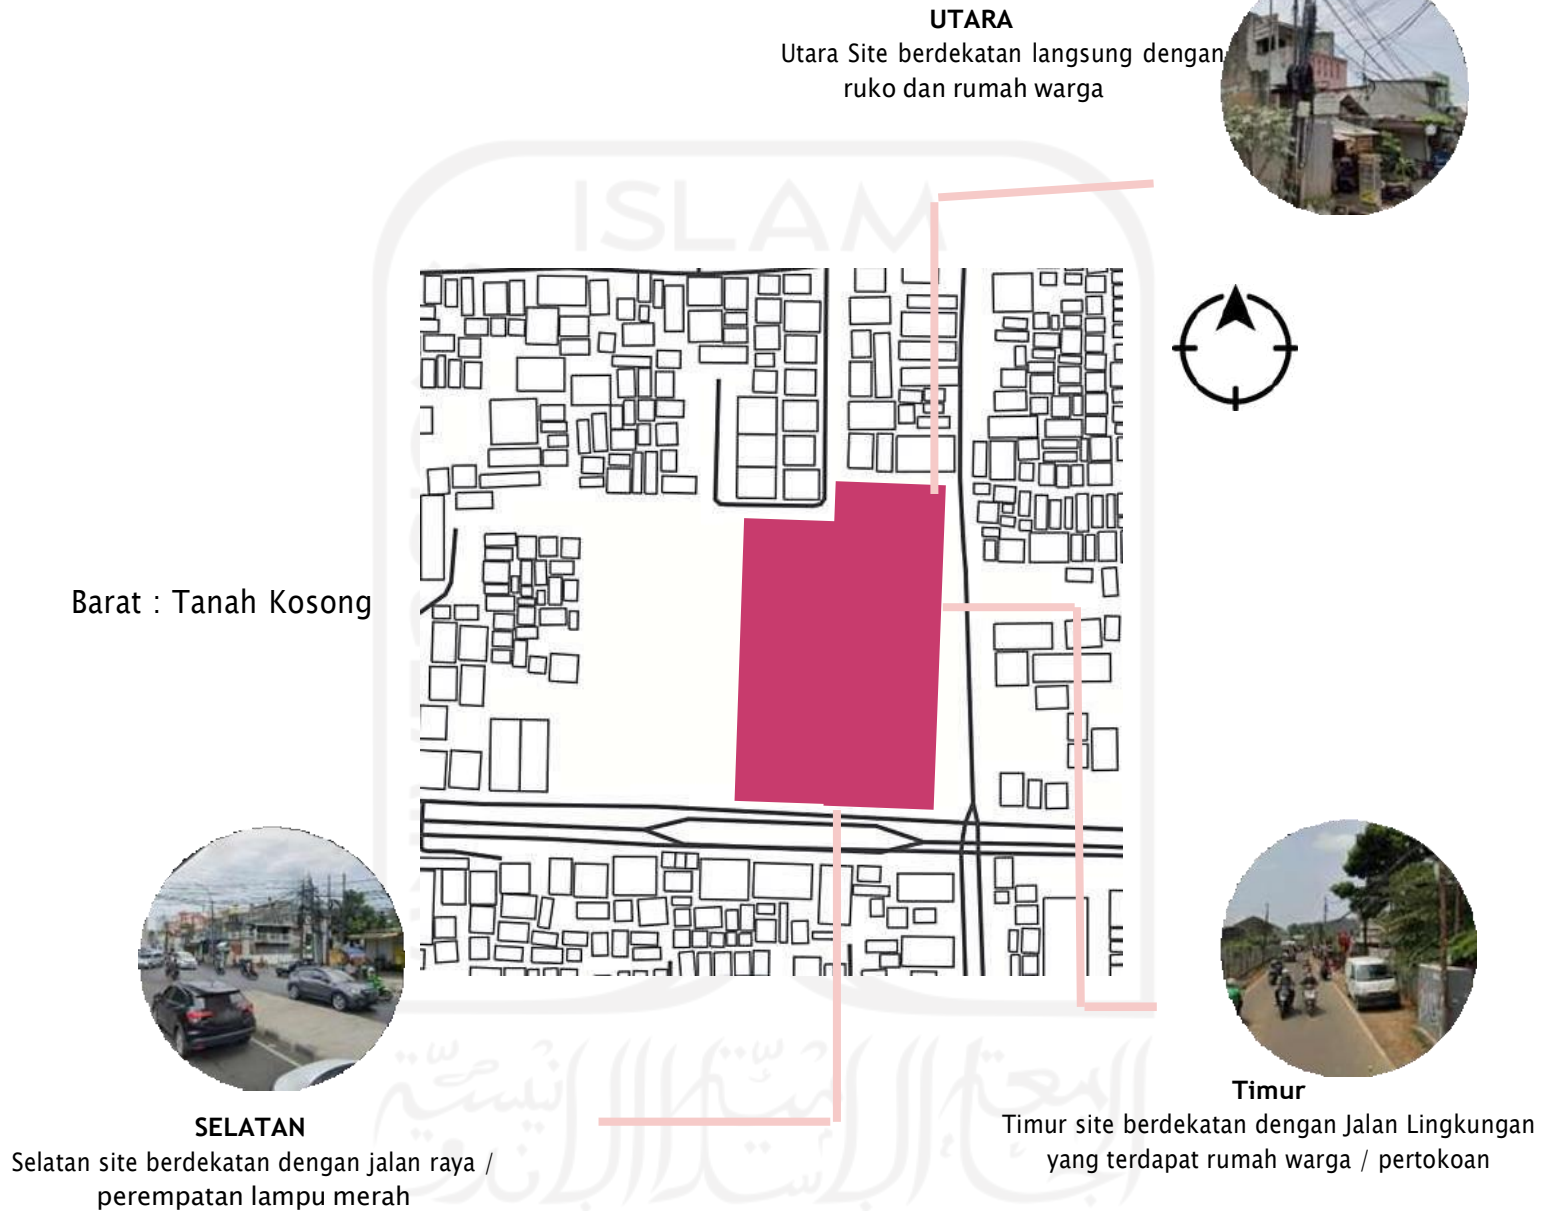 UTARA
Utara Site berdekatan langsung dengan
ruko dan rumah warga
ISLAM
Barat : Tanah Kosong
SELATAN
Selatan site berdekatan dengan jalan raya /
perempatan lampu merah
Timur
Timur site berdekatan dengan Jalan Lingkungan
yang terdapat rumah warga / pertokoan